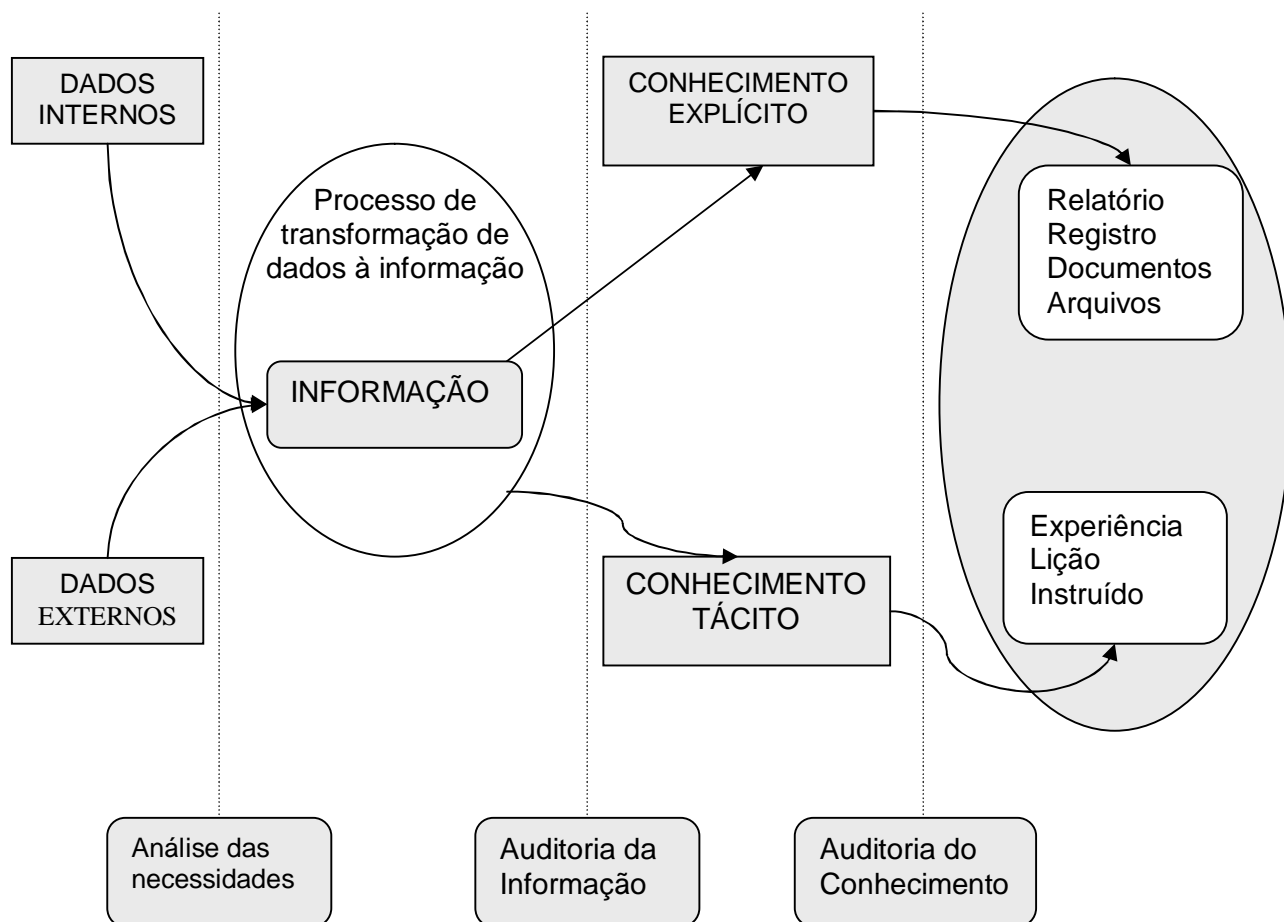 DADOS
INTERNOS
CONHECIMENTO
EXPLÍCITO
Processo de
transformação de
dados à informação
Relatório
Registro
Documentos
Arquivos
INFORMAÇÃO
Experiência
Lição
Instruído
DADOS
EXTERNOS
CONHECIMENTO
TÁCITO
Análise das
necessidades
Auditoria da
Informação
Auditoria do
Conhecimento